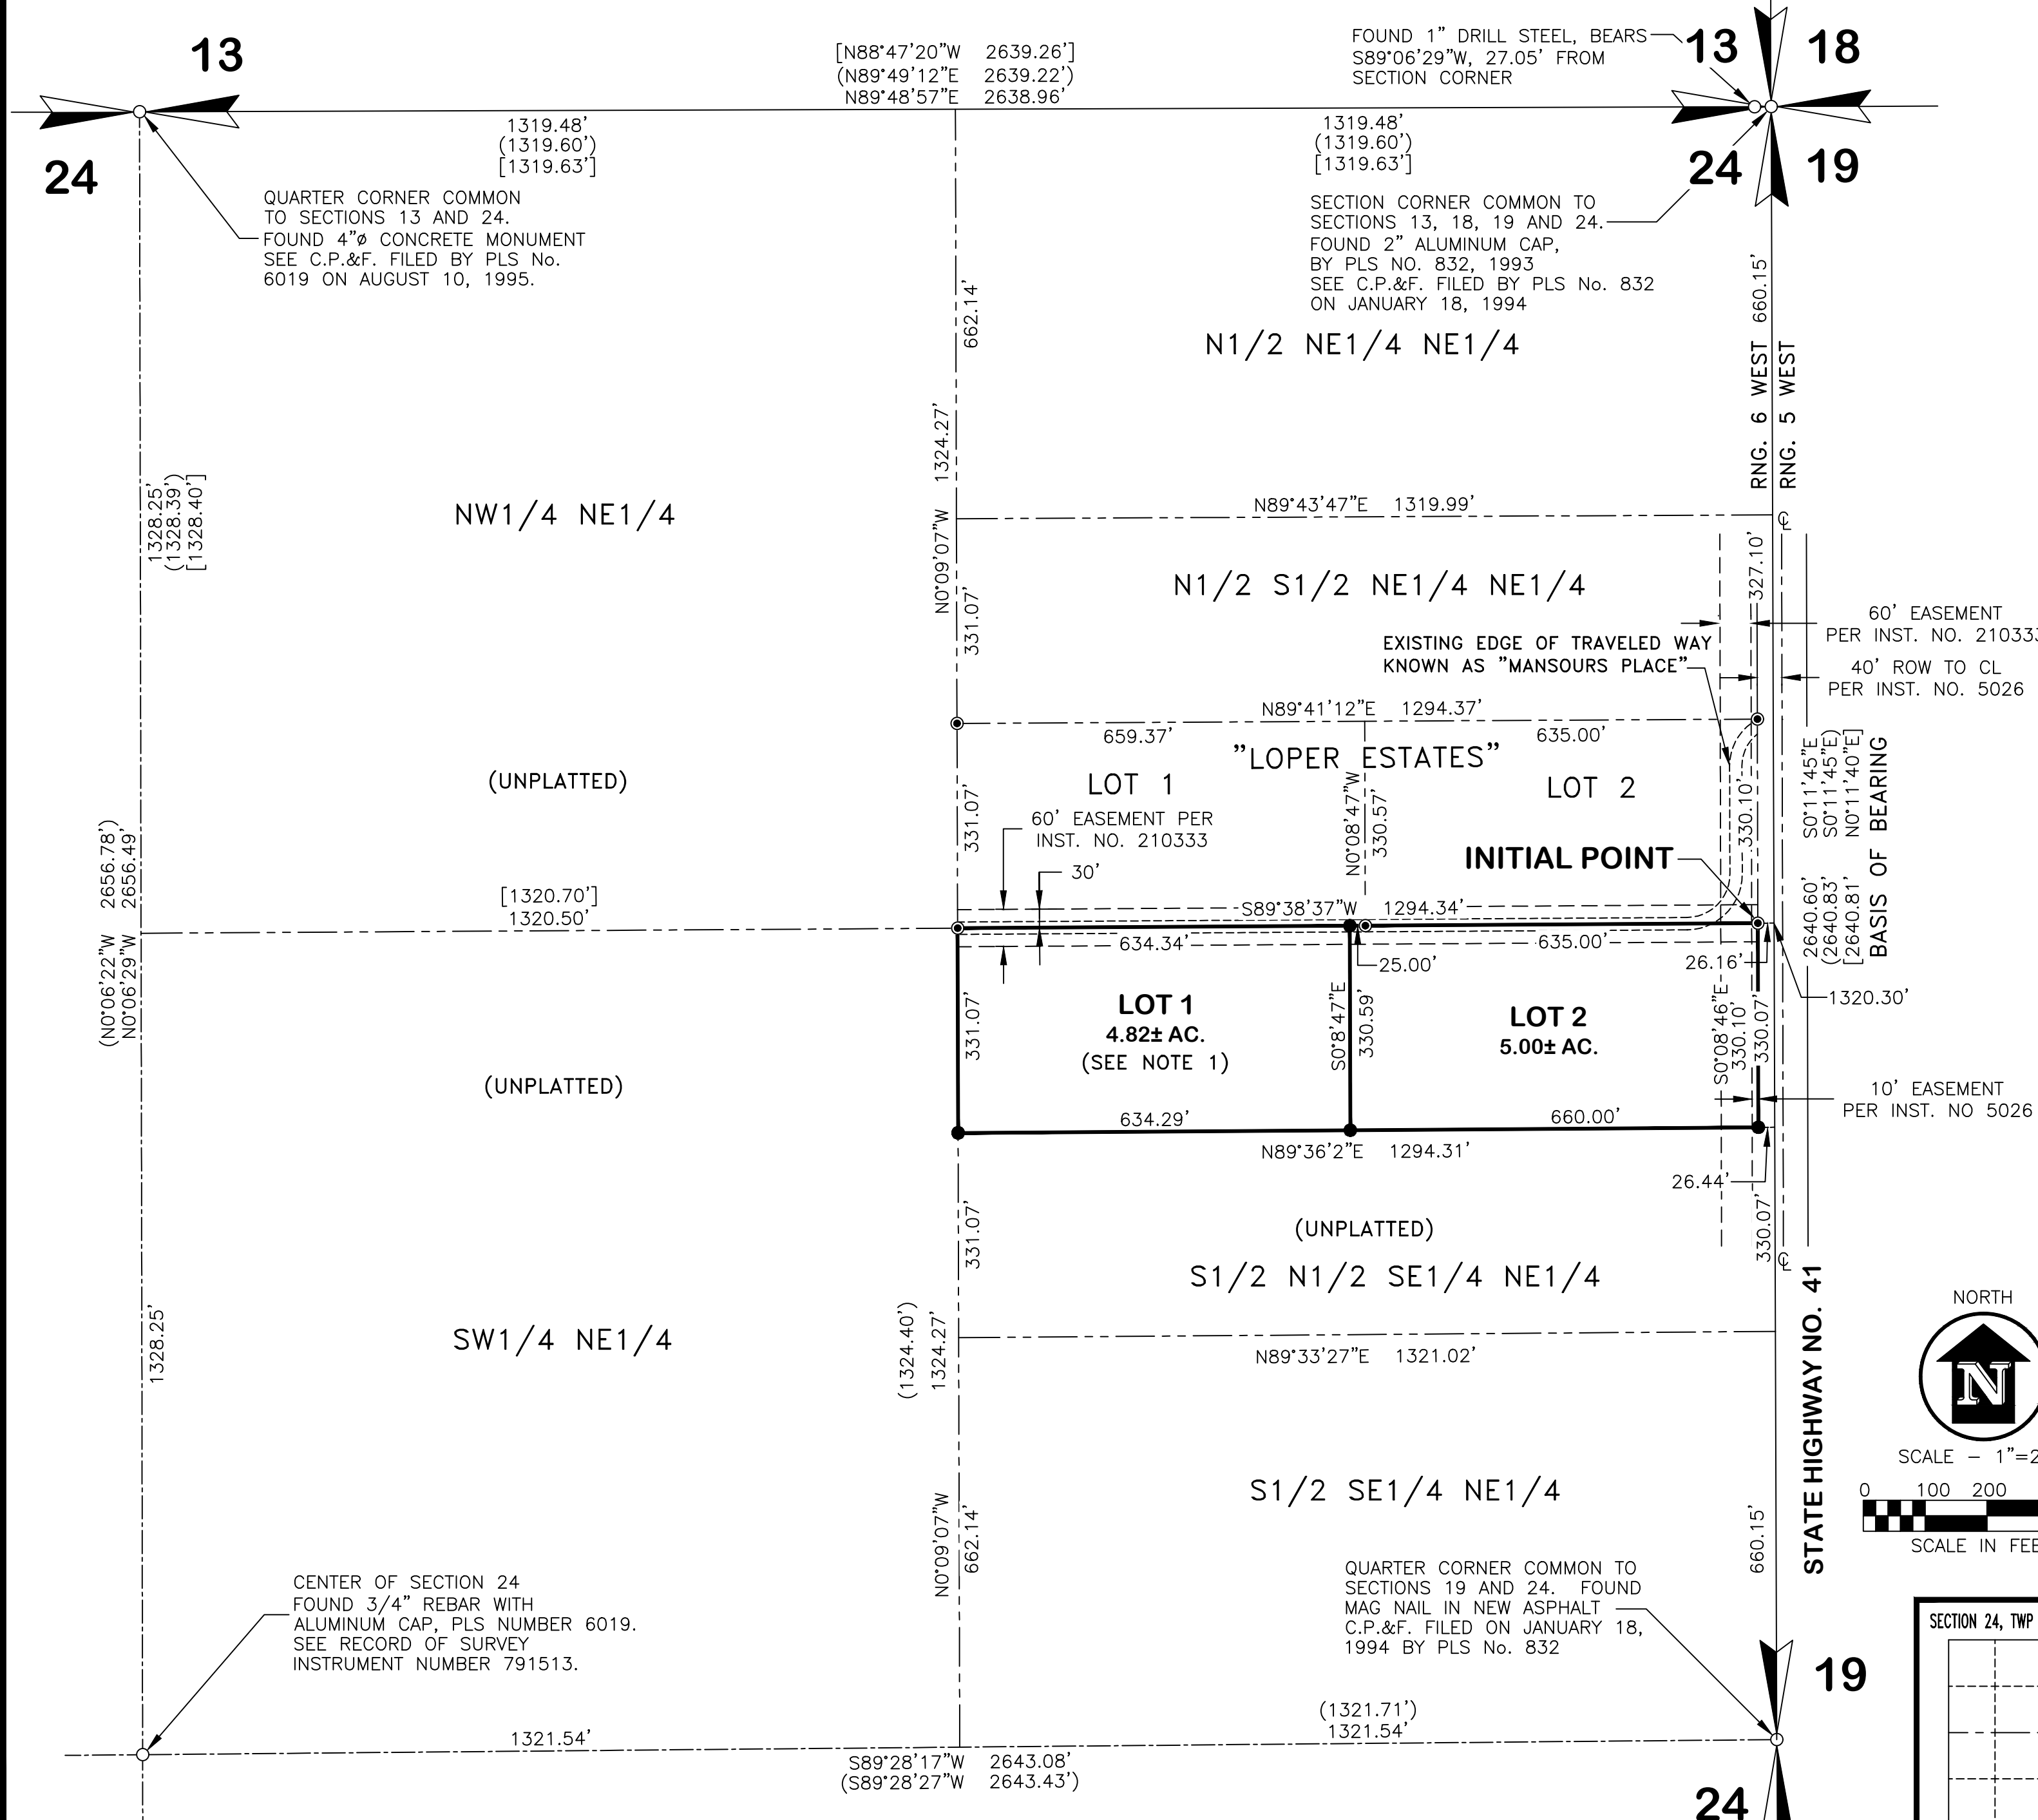 13
[N88°47'20"W 2639.26']
(N89°49'12"E 2639.22')
N89°48'57"E 2638.96'
FOUND 1" DRILL STEEL, BEARS
S89°06'29"W, 27.05' FROM
SECTION CORNER
13
18
24
1319.48'
(1319.60')
[1319.63']
1319.48'
(1319.60')
[1319.63']
24
19
QUARTER CORNER COMMON
TO SECTIONS 13 AND 24.
FOUND 4"ø CONCRETE MONUMENT
SEE C.P.&F. FILED BY PLS No.
6019 ON AUGUST 10, 1995.
SECTION CORNER COMMON TO
SECTIONS 13, 18, 19 AND 24.
FOUND 2" ALUMINUM CAP,
BY PLS NO. 832, 1993
SEE C.P.&F. FILED BY PLS No. 832
ON JANUARY 18, 1994
662.14'
660.15'
N1/2 NE1/4 NE1/4
RNG. 6 WEST
RNG. 5 WEST
N0°09'07"W 1324.27'
1328.25'
(1328.39')
[1328.40']
NW1/4 NE1/4
N89°43'47"E 1319.99'
℄
N1/2 S1/2 NE1/4 NE1/4
331.07'
327.10'
60' EASEMENT
PER INST. NO. 210333
EXISTING EDGE OF TRAVELED WAY
KNOWN AS "MANSOURS PLACE"
40' ROW TO CL
PER INST. NO. 5026
N89°41'12"E 1294.37'
659.37'
635.00'
"LOPER ESTATES"
LOT 1
LOT 2
(UNPLATTED)
331.07'
60' EASEMENT PER
INST. NO. 210333
30'
N0°08'47"W
330.57'
330.10'
INITIAL POINT
S0°11'45"E 2640.60'
(S0°11'45"E) (2640.83'
N0°11'40"E] [2640.81'
BASIS OF BEARING
(N0°06'22"W 2656.78')
N0°06'29"W 2656.49'
[1320.70']
1320.50'
S89°38'37"W 1294.34'
634.34'
635.00'
25.00'
26.16'
1320.30'
331.07'
LOT 1
4.82± AC.
(SEE NOTE 1)
S0°8'47"E
330.59'
LOT 2
5.00± AC.
S0°08'46"E
330.10'
330.07'
(UNPLATTED)
10' EASEMENT
PER INST. NO 5026
634.29'
660.00'
N89°36'2"E 1294.31'
26.44'
331.07'
330.07'
(UNPLATTED)
S1/2 N1/2 SE1/4 NE1/4
℄
STATE HIGHWAY NO. 41
1328.25'
SW1/4 NE1/4
(1324.40')
1324.27'
N89°33'27"E 1321.02'
NORTH
N
SCALE - 1"=2
0 100 200
SCALE IN FEE
S1/2 SE1/4 NE1/4
N0°09'07"W
662.14'
660.15'
CENTER OF SECTION 24
FOUND 3/4" REBAR WITH
ALUMINUM CAP, PLS NUMBER 6019.
SEE RECORD OF SURVEY
INSTRUMENT NUMBER 791513.
QUARTER CORNER COMMON TO
SECTIONS 19 AND 24. FOUND
MAG NAIL IN NEW ASPHALT
C.P.&F. FILED ON JANUARY 18,
1994 BY PLS No. 832
SECTION 24, TWP
19
1321.54'
(1321.71')
1321.54'
S89°28'17"W 2643.08'
(S89°28'27"W 2643.43')
24